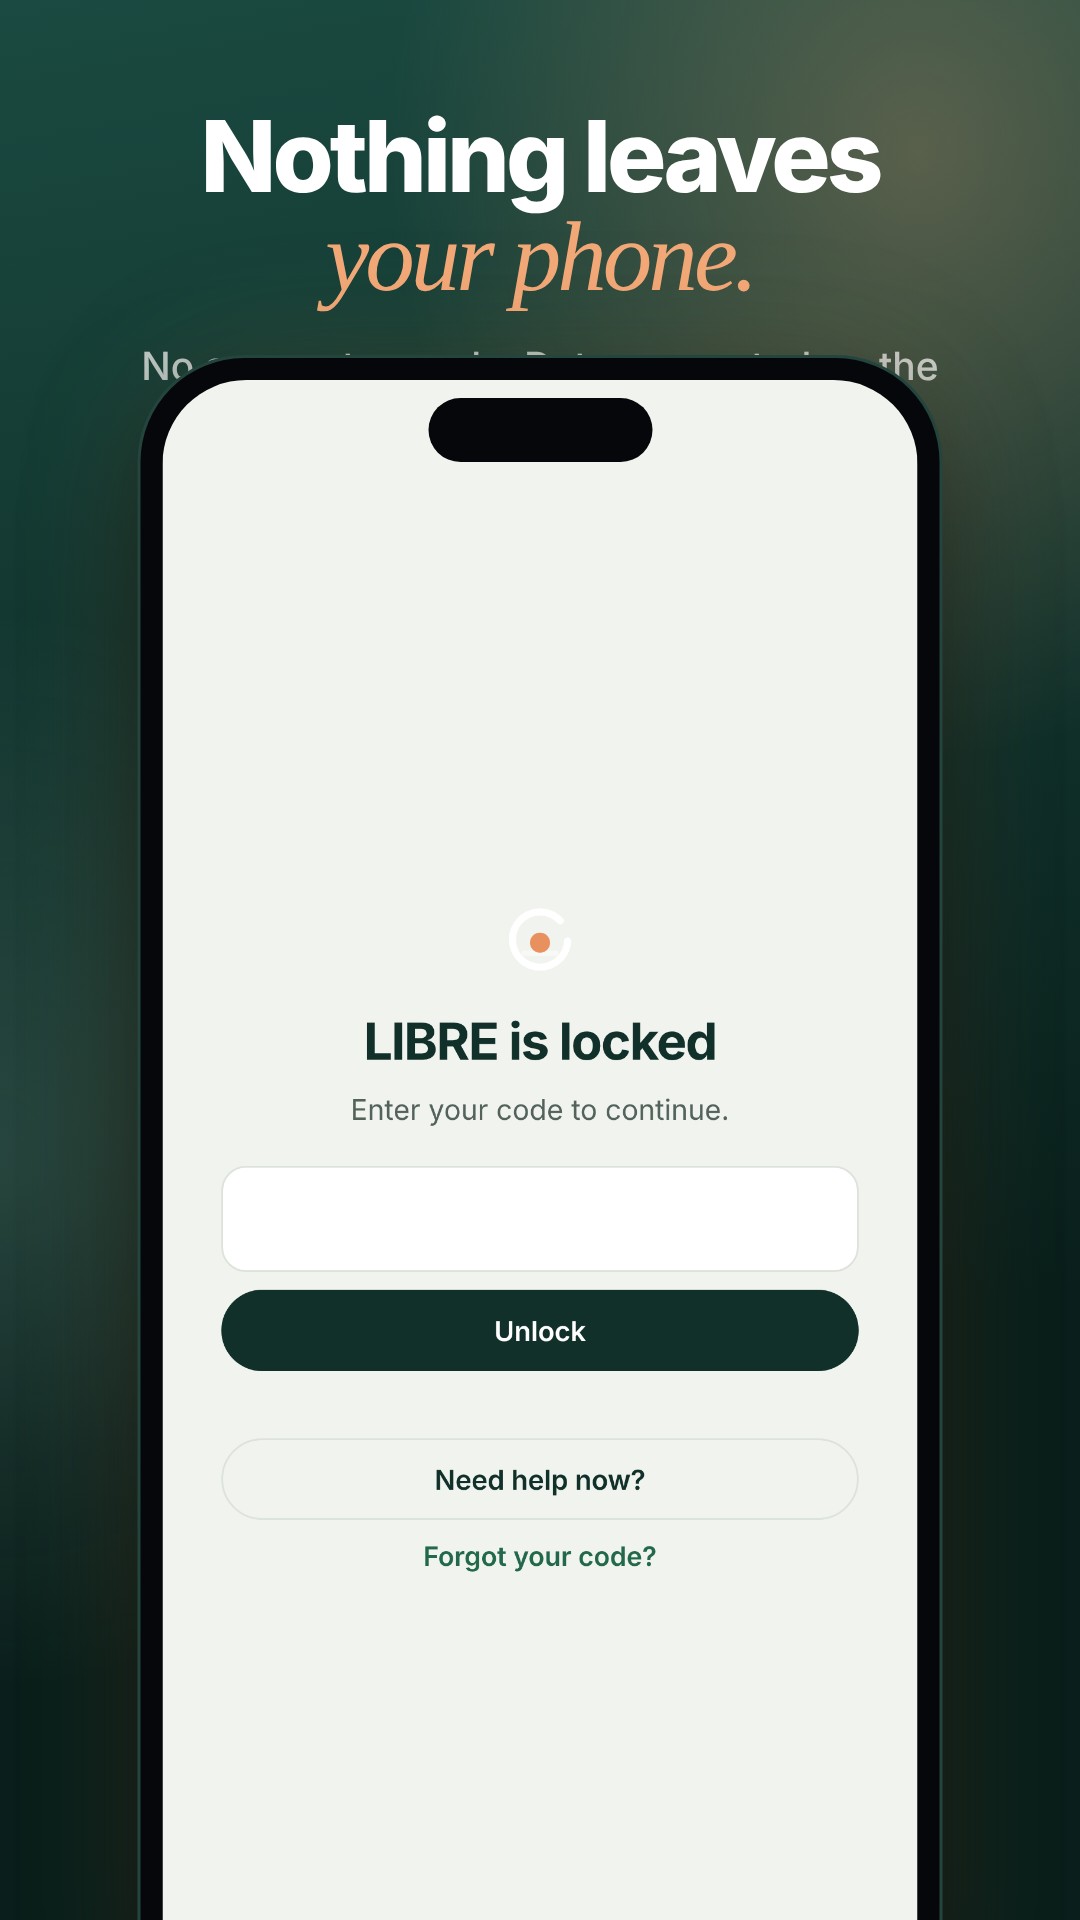 Nothing leaves
your phone.
No the
LIBRE is locked
Enter your code to continue.
Unlock
Need help now?
Forgot your code?